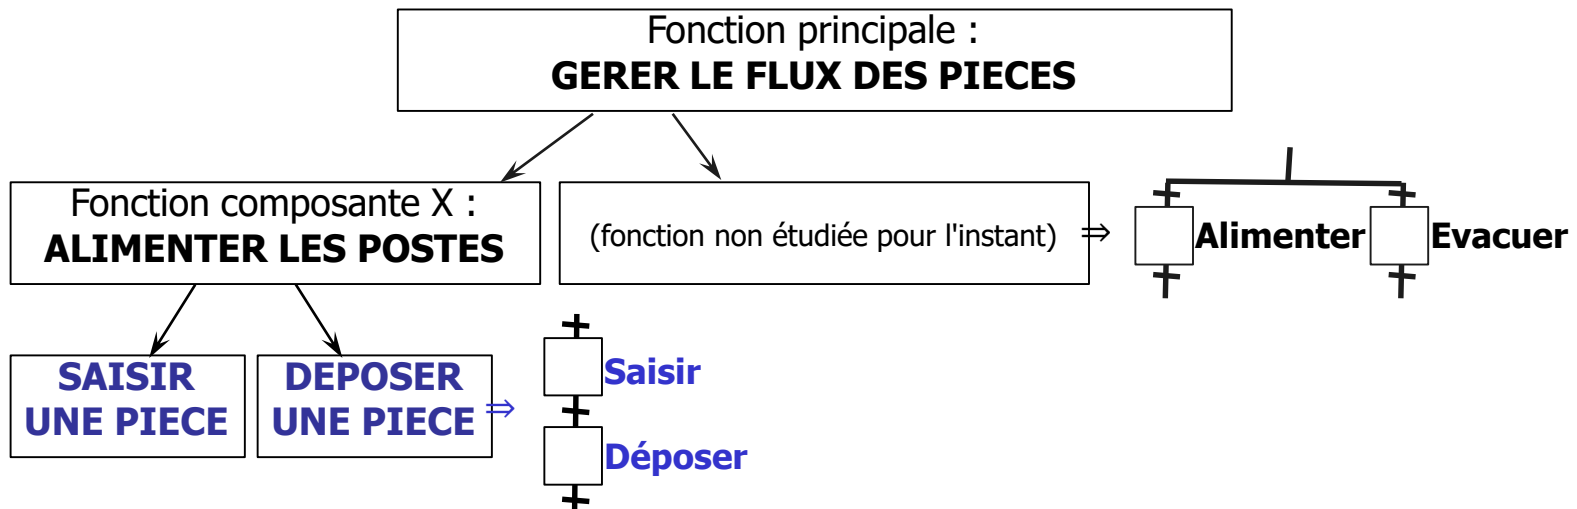 Fonction principale :
GERER LE FLUX DES PIECES
Fonction composante X :
ALIMENTER LES POSTES
(fonction non étudiée pour l'instant) ⇒
Alimenter
Evacuer
SAISIR
UNE PIECE
DEPOSER
UNE PIECE ⇒
Saisir
Déposer